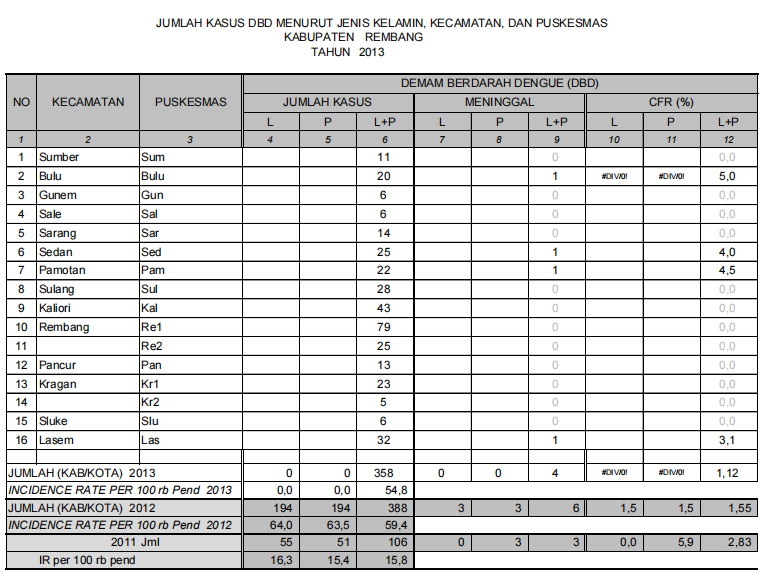 JUMLAH KASUS DBD MENURUT JENIS KELAMIN, KECAMATAN, DAN PUSKESMAS
KABUPATEN REMBANG
TAHUN 2013
NO KECAMATAN PUSKESMAS DEMAM BERDARAH DENGUE (DBD)
JUMLAH KASUS MENINGGAL CFR (%)
L P L+P L P L+P L P L+P
1 2 3 4 5 6 7 8 9 10 11 12
1 Sumber Sum 11 0 0,0
2 Bulu Bulu 20 1 #DIV/0! #DIV/0! 5,0
3 Gunem Gun 6 0 0,0
4 Sale Sal 6 0 0,0
5 Sarang Sar 14 0 0,0
6 Sedan Sed 25 1 4,0
7 Pamotan Pam 22 1 4,5
8 Sulang Sul 28 0 0,0
9 Kaliori Kal 43 0 0,0
10 Rembang Re1 79 0 0,0
11 Re2 25 0 0,0
12 Pancur Pan 13 0 0,0
13 Kragan Kr1 23 0 0,0
14 Kr2 5 0 0,0
15 Sluke Slu 6 0 0,0
16 Lasem Las 32 1 3,1
JUMLAH (KAB/KOTA) 2013 0 0 358 0 0 4 #DIV/0! #DIV/0! 1,12
INCIDENCE RATE PER 100 rb Pend 2013 0,0 0,0 54,8
JUMLAH (KAB/KOTA) 2012 194 194 388 3 3 6 1,5 1,5 1,55
INCIDENCE RATE PER 100 rb Pend 2012 64,0 63,5 59,4
2011 Jml 55 51 106 0 3 3 0,0 5,9 2,83
IR per 100 rb pend 16,3 15,4 15,8